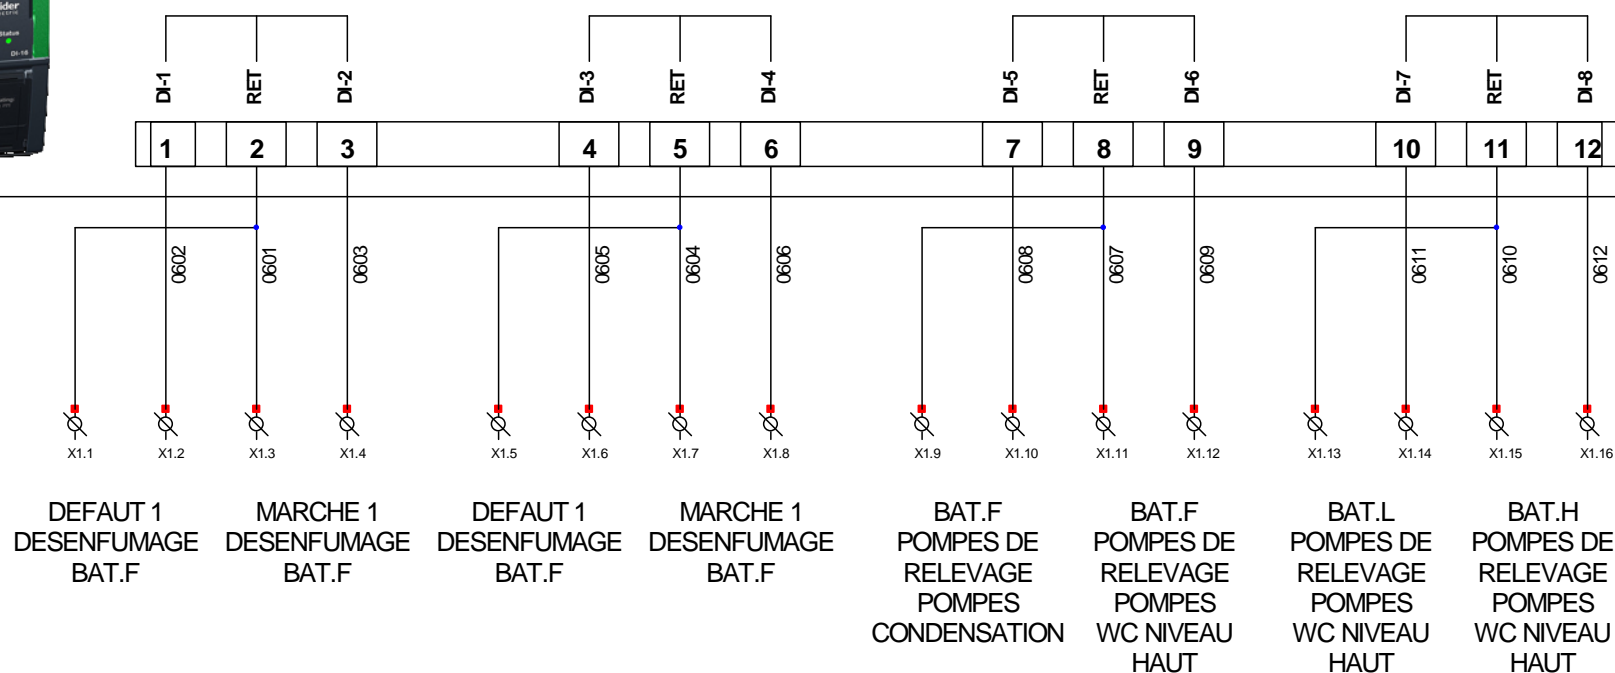 ider
Status
DI-16
DI-1 RET DI-2 DI-3 RET DI-4 DI-5 RET DI-6 DI-7 RET DI-8
1 2 3 4 5 6 7 8 9 10 11 12
0602 0601 0603 0605 0604 0606 0608 0607 0609 0611 0610 0612
X1.1 X1.2 X1.3 X1.4 X1.5 X1.6 X1.7 X1.8 X1.9 X1.10 X1.11 X1.12 X1.13 X1.14 X1.15 X1.16
DEFAUT 1
DESENFUMAGE
BAT.F
MARCHE 1
DESENFUMAGE
BAT.F
DEFAUT 1
DESENFUMAGE
BAT.F
MARCHE 1
DESENFUMAGE
BAT.F
BAT.F
POMPES DE
RELEVAGE
POMPES
CONDENSATION
BAT.F
POMPES DE
RELEVAGE
POMPES
WC NIVEAU
HAUT
BAT.L
POMPES DE
RELEVAGE
POMPES
WC NIVEAU
HAUT
BAT.H
POMPES DE
RELEVAGE
POMPES
WC NIVEAU
HAUT